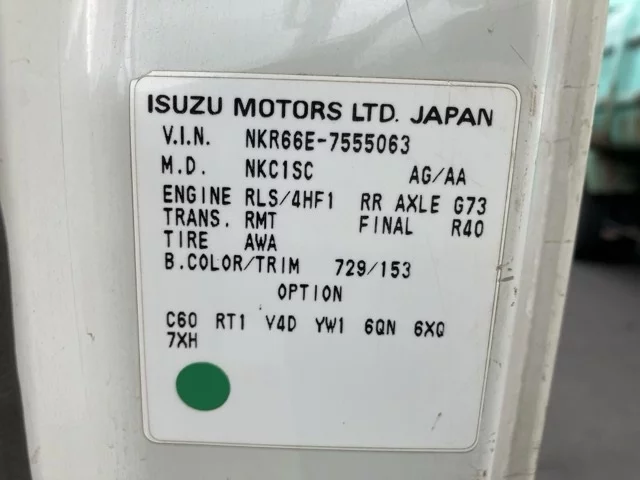 ISUZU MOTORS LTD. JAPAN
V.I.N. NKR66E-7555063
M.D. NKC1SC AG/AA
ENGINE RLS/4HF1 RR AXLE G73
TRANS. RMT FINAL R40
TIRE AWA
B.COLOR/TRIM 729/153
OPTION
C60 RT1 V4D YW1 6QN 6XQ
7XH